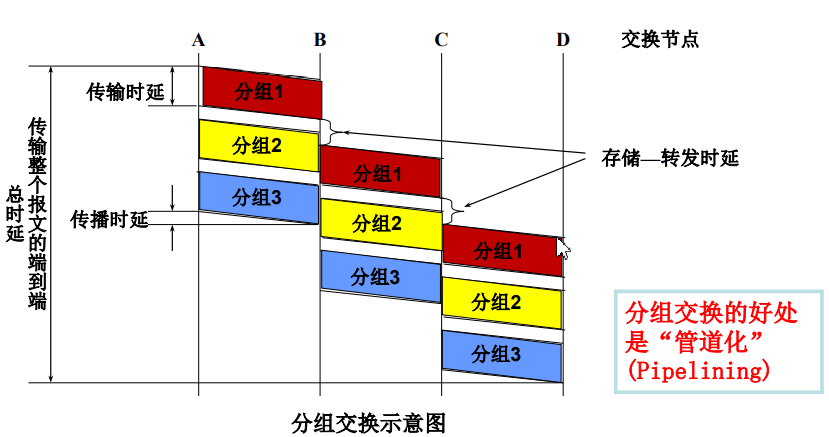 A
B
C
D
交换节点
传输时延
分组1
分组2
分组1
存储—转发时延
传输整个报文的端到端
总时延
分组3
传播时延
分组2
分组1
分组3
分组2
分组3
分组交换的好处
是“管道化”
(Pipelining)
分组交换示意图